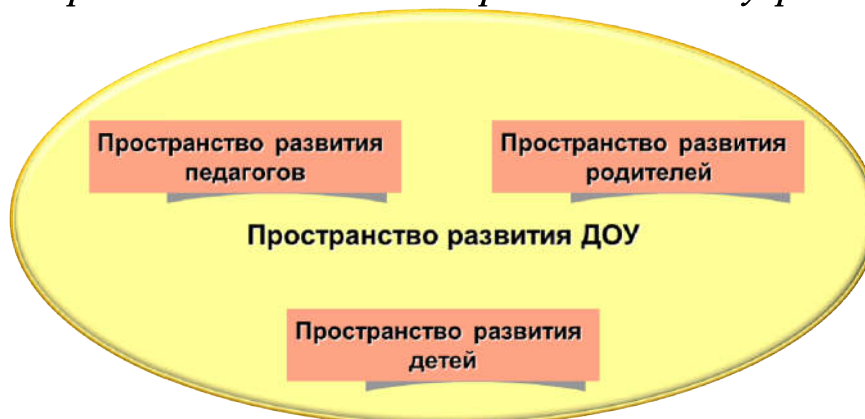 Пространство развития
педагогов
Пространство развития
родителей
Пространство развития ДОУ
Пространство развития
детей